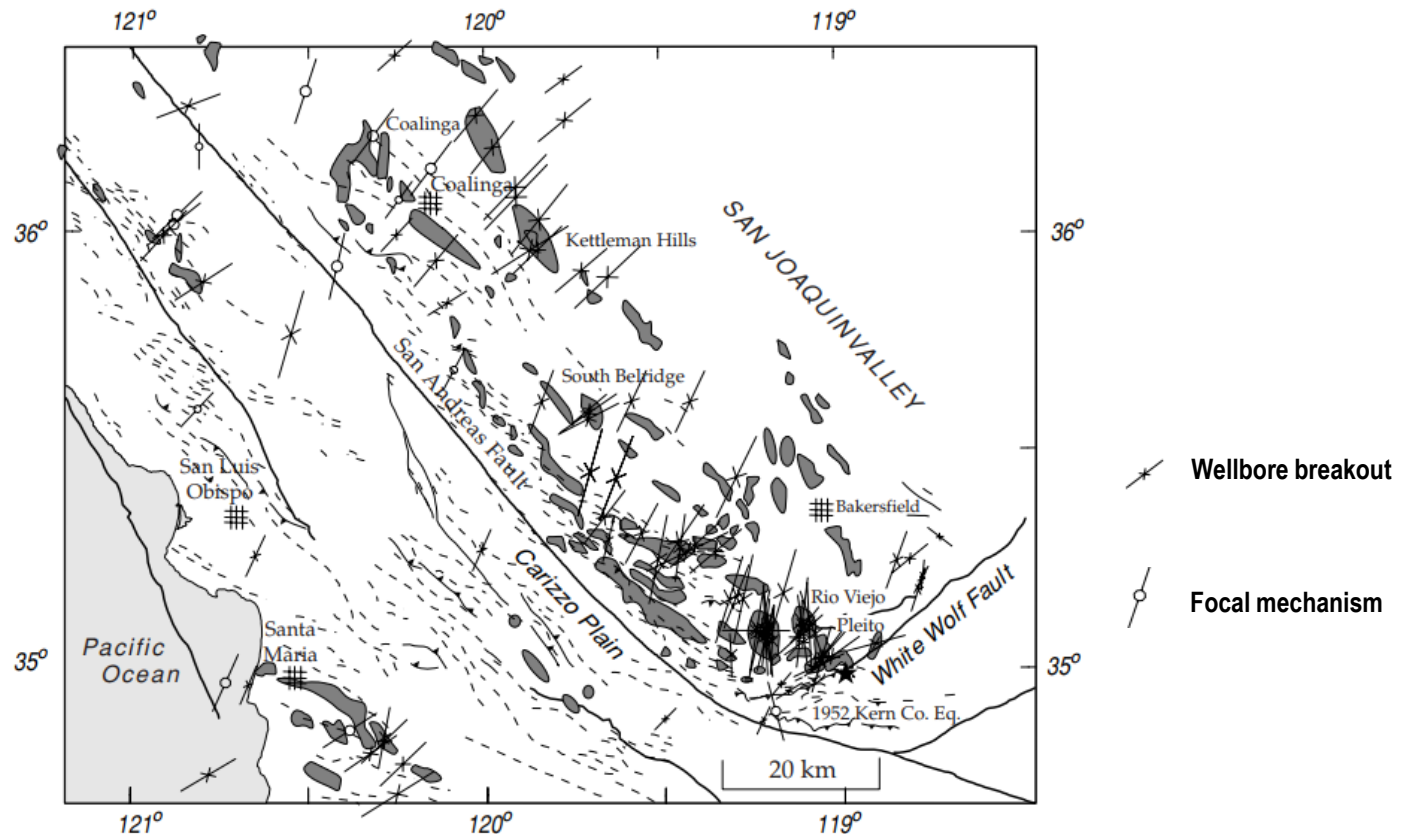 121°
120°
119°
Coalinga
Coalinga
36°
36°
Kettleman Hills
SAN JOAQUINVALLEY
San Andreas Fault
South Belridge
Wellbore breakout
San Luis
Obispo
Bakersfield
Carizzo Plain
Rio Viejo
Focal mechanism
Pleito
White Wolf Fault
Santa
Maria
Pacific
Ocean
35°
35°
1952 Kern Co. Eq.
20 km
121°
120°
119°